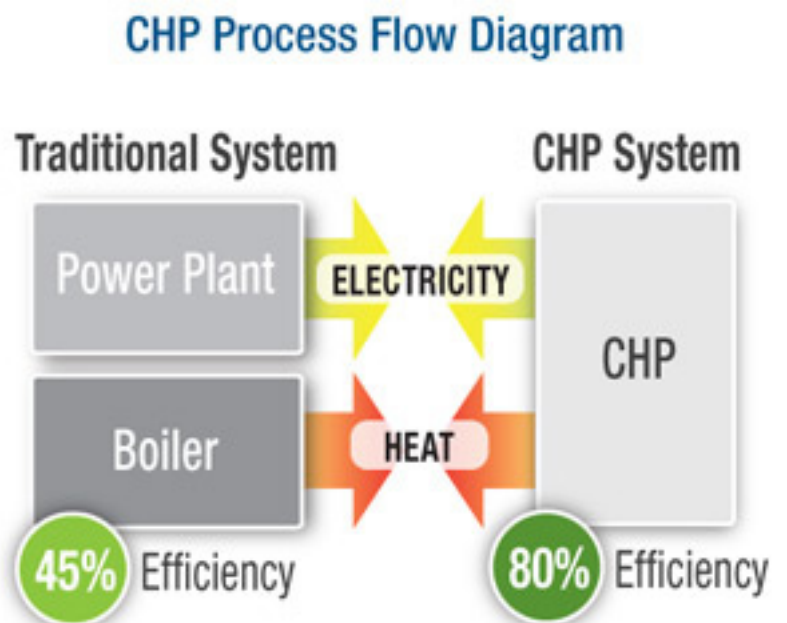 CHP Process Flow Diagram
Traditional System
CHP System
Power Plant
ELECTRICITY
CHP
Boiler
HEAT
45% Efficiency
80% Efficiency